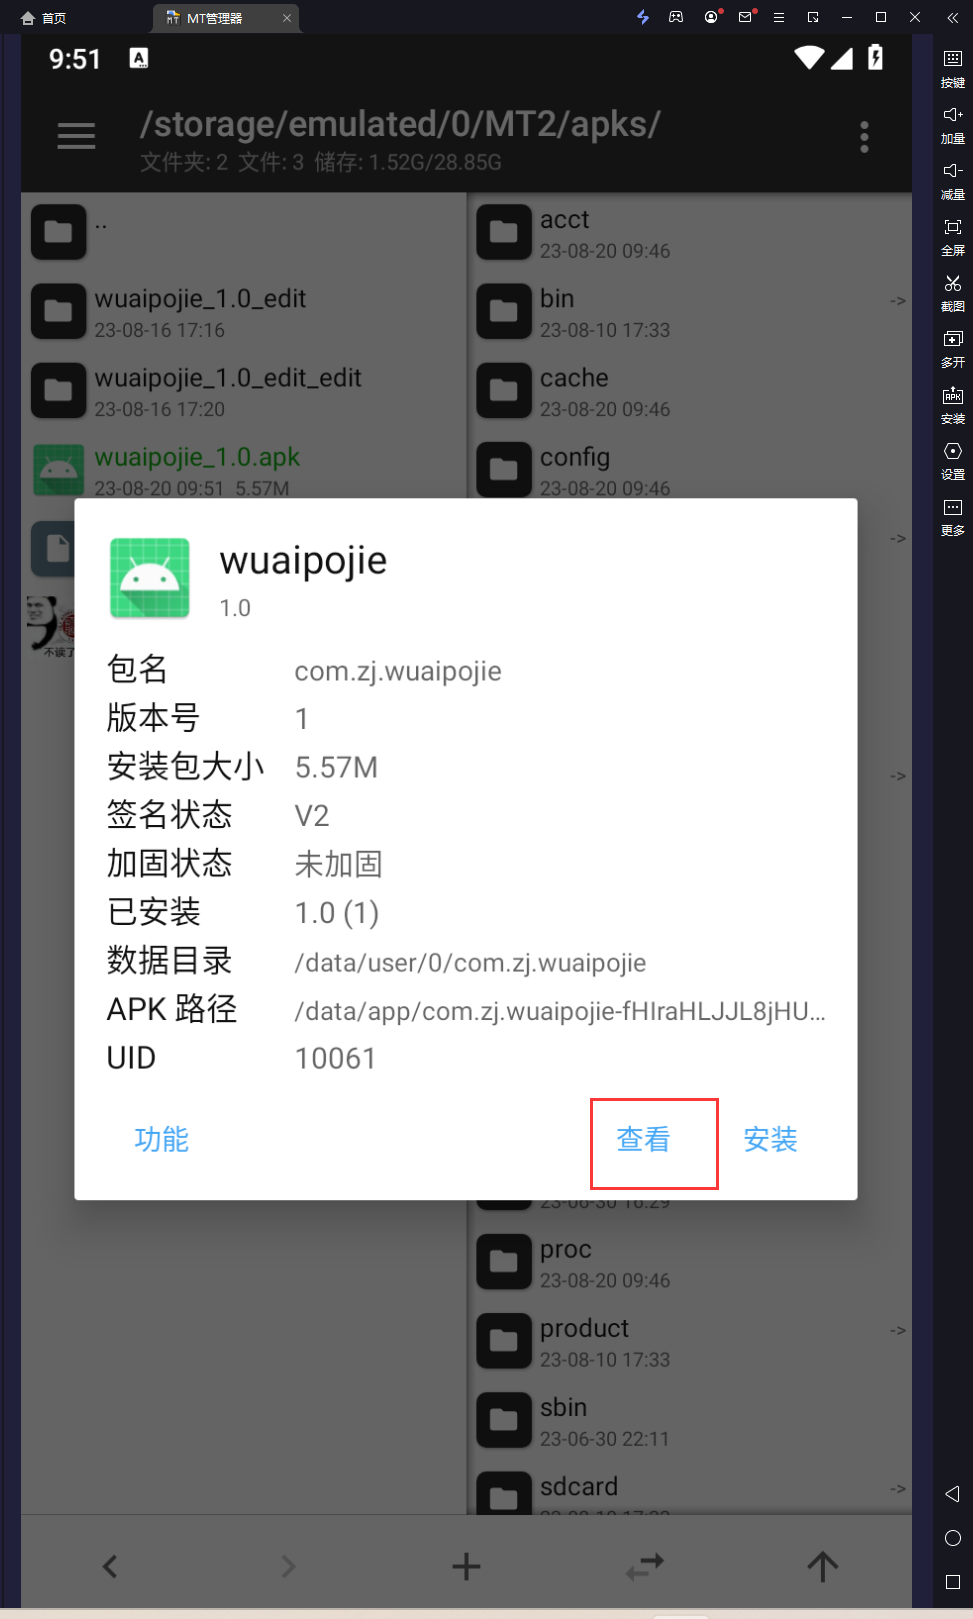 首页
MT管理器
9:51
A
/storage/emulated/0/MT2/apks/
文件夹: 2 文件: 3 储存: 1.52G/28.85G
..
wuaipojie_1.0_edit
23-08-16 17:16
wuaipojie_1.0_edit_edit
23-08-16 17:20
wuaipojie_1.0.apk
23-08-20 09:51 5.57M
不读了
acct
23-08-20 09:46
bin
23-08-10 17:33
->
cache
23-08-20 09:46
config
23-08-20 09:46
->
->
wuaipojie
1.0
包名 com.zj.wuaipojie
版本号 1
安装包大小 5.57M
签名状态 V2
加固状态 未加固
已安装 1.0 (1)
数据目录 /data/user/0/com.zj.wuaipojie
APK 路径 /data/app/com.zj.wuaipojie-fHIraHLJJL8jHU...
UID 10061
功能
查看
安装
23-06-30 16:29
proc
23-08-20 09:46
product
23-08-10 17:33
->
sbin
23-06-30 22:11
sdcard
->
按键
加量
减量
全屏
截图
多开
APK
安装
设置
更多